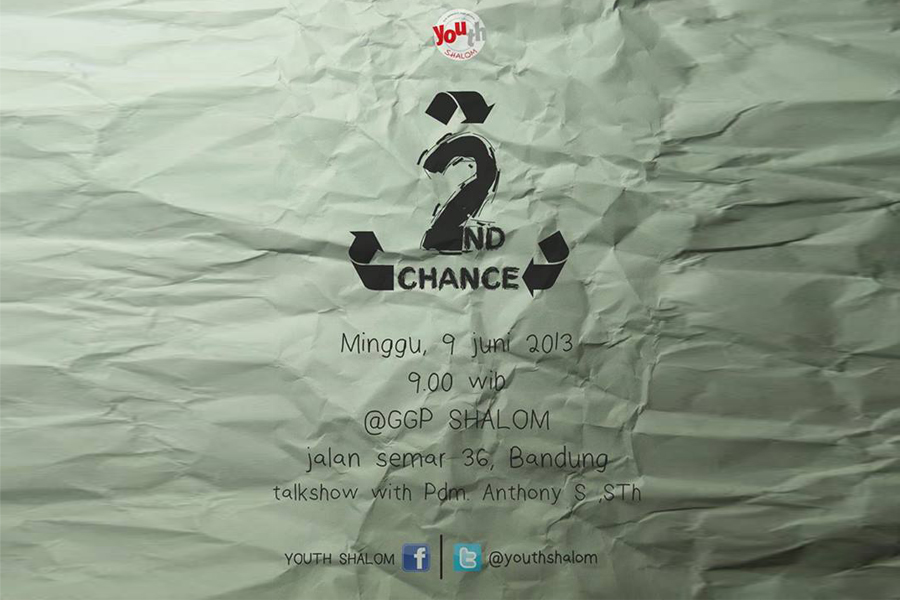 youth
SHALOM
2ND
CHANCE
Minggu, 9 juni 2013
9.00 wib
@GGP SHALOM
jalan semar 36, Bandung
talkshow with Pdm. Anthony S ,STh
YOUTH SHALOM f | t @youthshalom